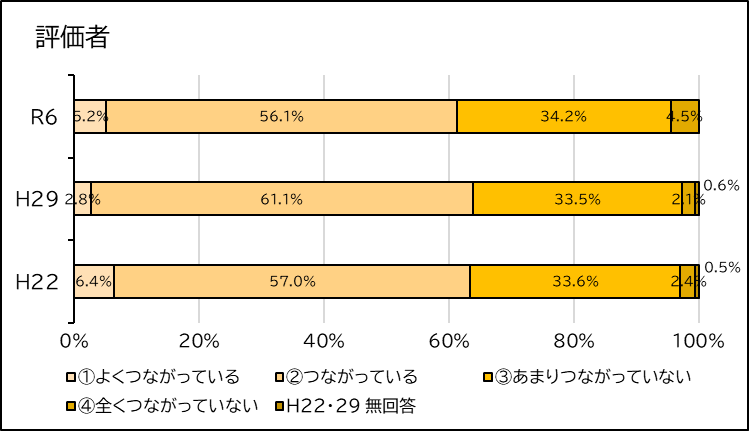 評価者
R6 5.2% 56.1% 34.2% 4.5%
H29 2.8% 61.1% 33.5% 2.1% 0.6%
H22 6.4% 57.0% 33.6% 2.4% 0.5%
0% 20% 40% 60% 80% 100%
①よくつながっている ②つながっている ③あまりつながっていない
④全くつながっていない H22・29 無回答